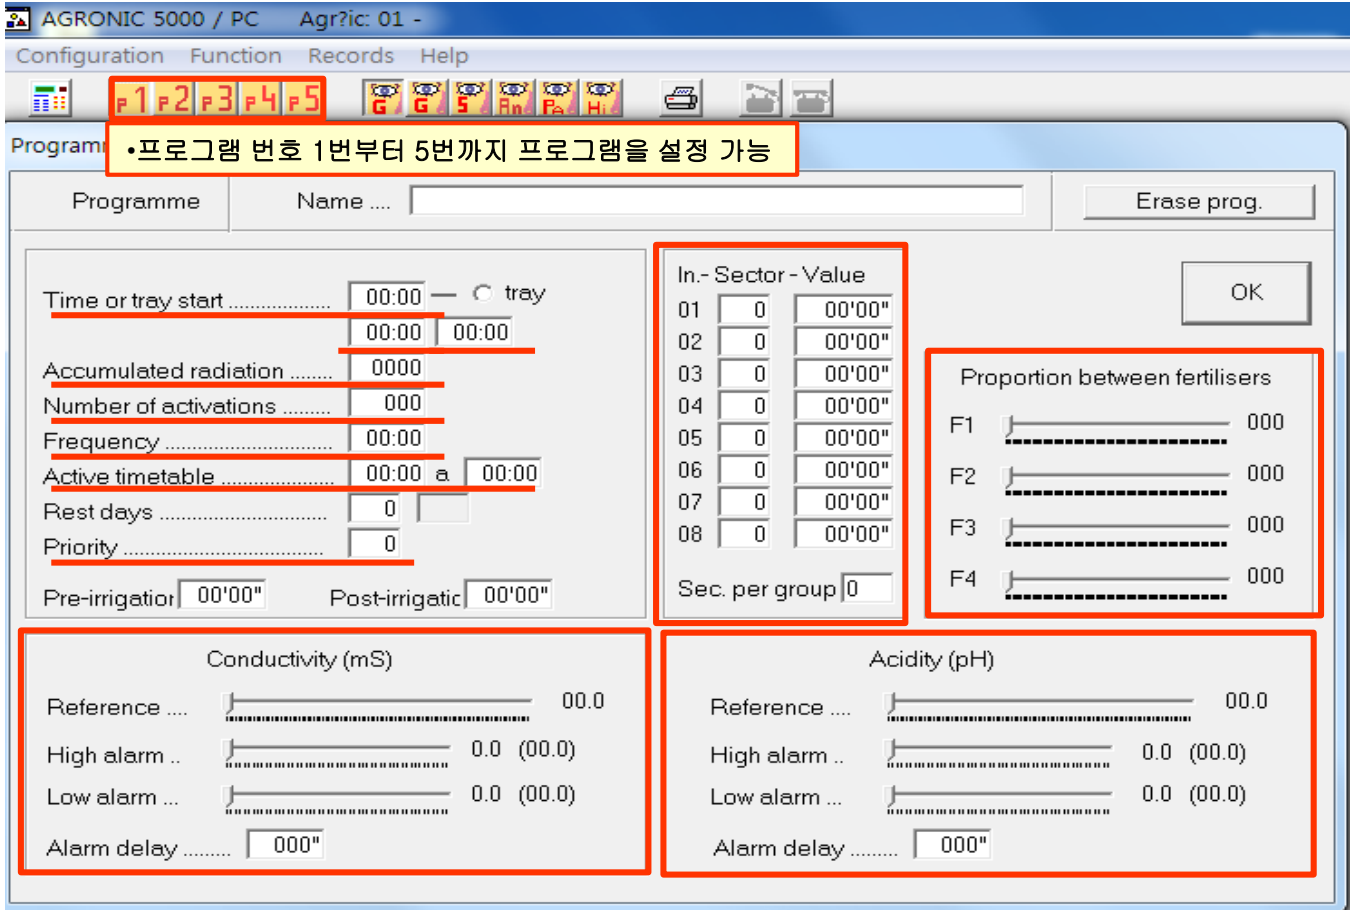 AGRONIC 5000 / PC Agr?ic: 01 -
Configuration Function Records Help
P1 P2 P3 P4 P5 G G S An Pa Hi
Programm
•프로그램 번호 1번부터 5번까지 프로그램을 설정 가능
Programme Name .... Erase prog.
Time or tray start .................. 00:00 — tray
00:00 00:00
Accumulated radiation ........ 0000
Number of activations ......... 000
Frequency .............................. 00:00
Active timetable .................... 00:00 a 00:00
Rest days .............................. 0
Priority .................................... 0
Pre-irrigation 00'00" Post-irrigatic 00'00"
In.- Sector - Value
01 0 00'00"
02 0 00'00"
03 0 00'00"
04 0 00'00"
05 0 00'00"
06 0 00'00"
07 0 00'00"
08 0 00'00"
Sec. per group 0
OK
Proportion between fertilisers
F1 000
F2 000
F3 000
F4 000
Conductivity (mS)
Reference .... 00.0
High alarm .. 0.0 (00.0)
Low alarm ... 0.0 (00.0)
Alarm delay ......... 000"
Acidity (pH)
Reference .... 00.0
High alarm .. 0.0 (00.0)
Low alarm ... 0.0 (00.0)
Alarm delay ......... 000"